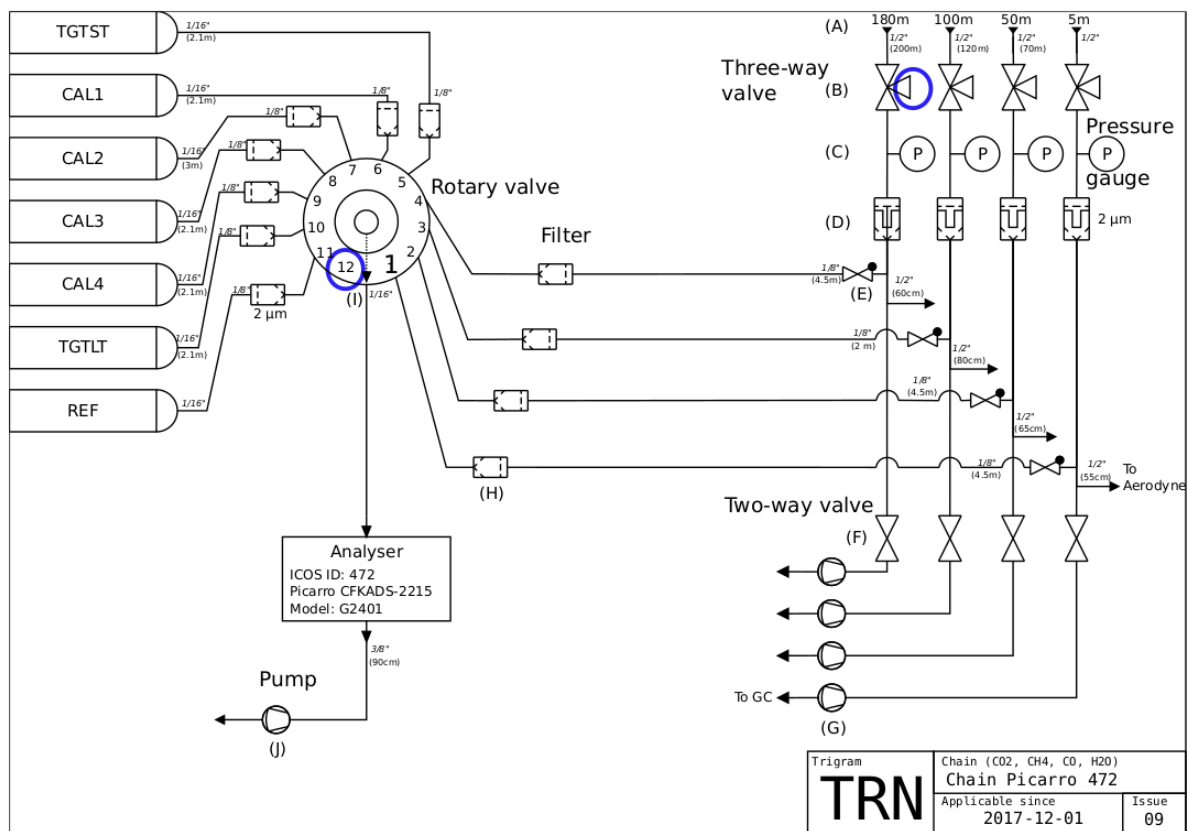 TGTST
1/16"
(2.1m)
CAL1
1/16"
(2.1m)
CAL2
1/16"
(3m)
CAL3
1/16"
(2.1m)
CAL4
1/16"
(2.1m)
TGTLT
1/16"
(2.1m)
REF
1/16"
1/8"
1/8"
1/8"
1/8"
1/8"
1/8"
1/8"
2 µm
Rotary valve
1
2
3
4
5
6
7
8
9
10
11
12
(I)
1/16"
Filter
(H)
(A)
180m
100m
50m
5m
1/2"
(200m)
1/2"
(120m)
1/2"
(70m)
1/2"
Three-way
valve
(B)
(C)
P
P
P
P
Pressure
gauge
(D)
2 µm
1/8"
(4.5m)
(E)
1/2"
(60cm)
1/8"
(2 m)
1/2"
(80cm)
1/8"
(4.5m)
1/2"
(65cm)
1/8"
(4.5m)
1/2"
(55cm)
To
Aerodyne
Two-way valve
(F)
To GC
(G)
Analyser
ICOS ID: 472
Picarro CFKADS-2215
Model: G2401
3/8"
(90cm)
Pump
(J)
Trigram
TRN
Chain (CO2, CH4, CO, H2O)
Chain Picarro 472
Applicable since
2017-12-01
Issue
09